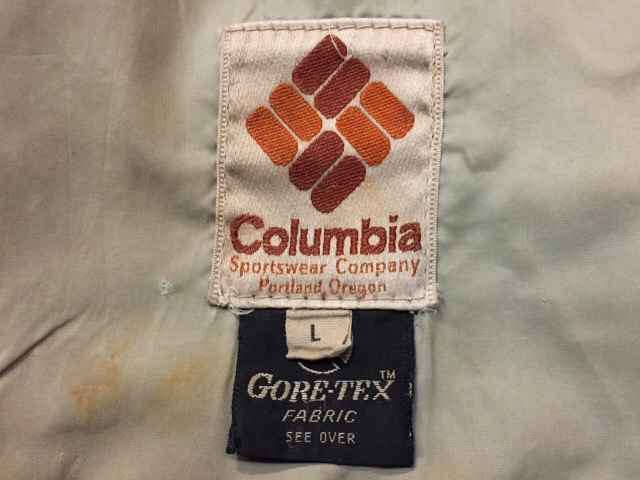 Columbia
Sportswear Company
Portland, Oregon
L
GORE-TEX™
FABRIC
SEE OVER